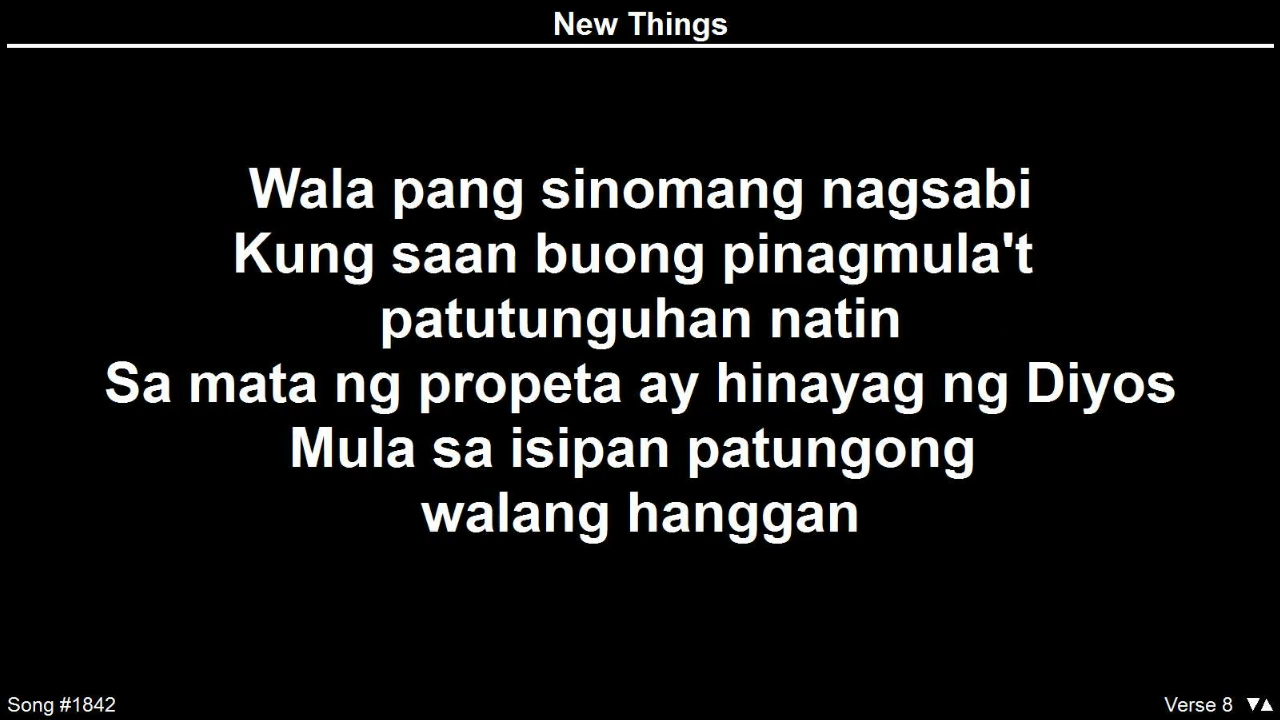 New Things
Wala pang sinomang nagsabi
Kung saan buong pinagmula't
patutunguhan natin
Sa mata ng propeta ay hinayag ng Diyos
Mula sa isipan patungong
walang hanggan
Song #1842
Verse 8 ▼▲